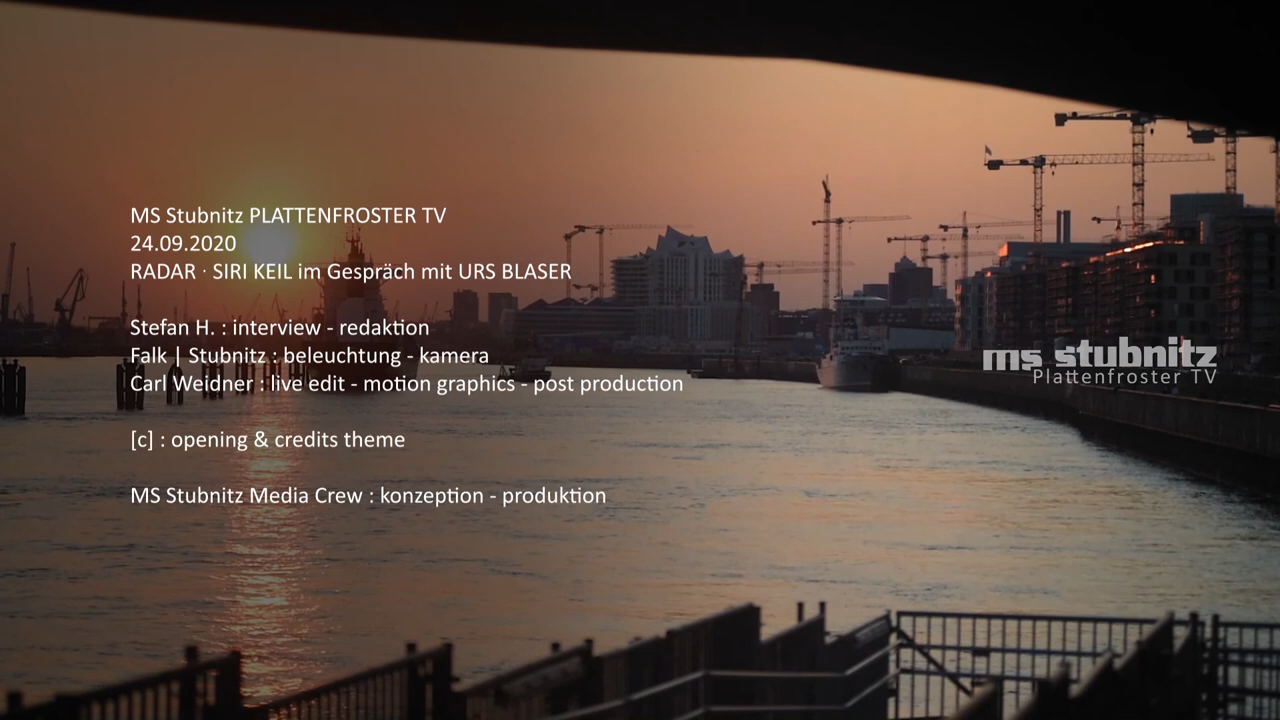 MS Stubnitz PLATTENFROSTER TV
24.09.2020
RADAR · SIRI KEIL im Gespräch mit URS BLASER
Stefan H. : interview - redaktion
Falk | Stubnitz : beleuchtung - kamera
Carl Weidner : live edit - motion graphics - post production
[c] : opening & credits theme
MS Stubnitz Media Crew : konzeption - produktion
ms stubnitz
Plattenfroster TV